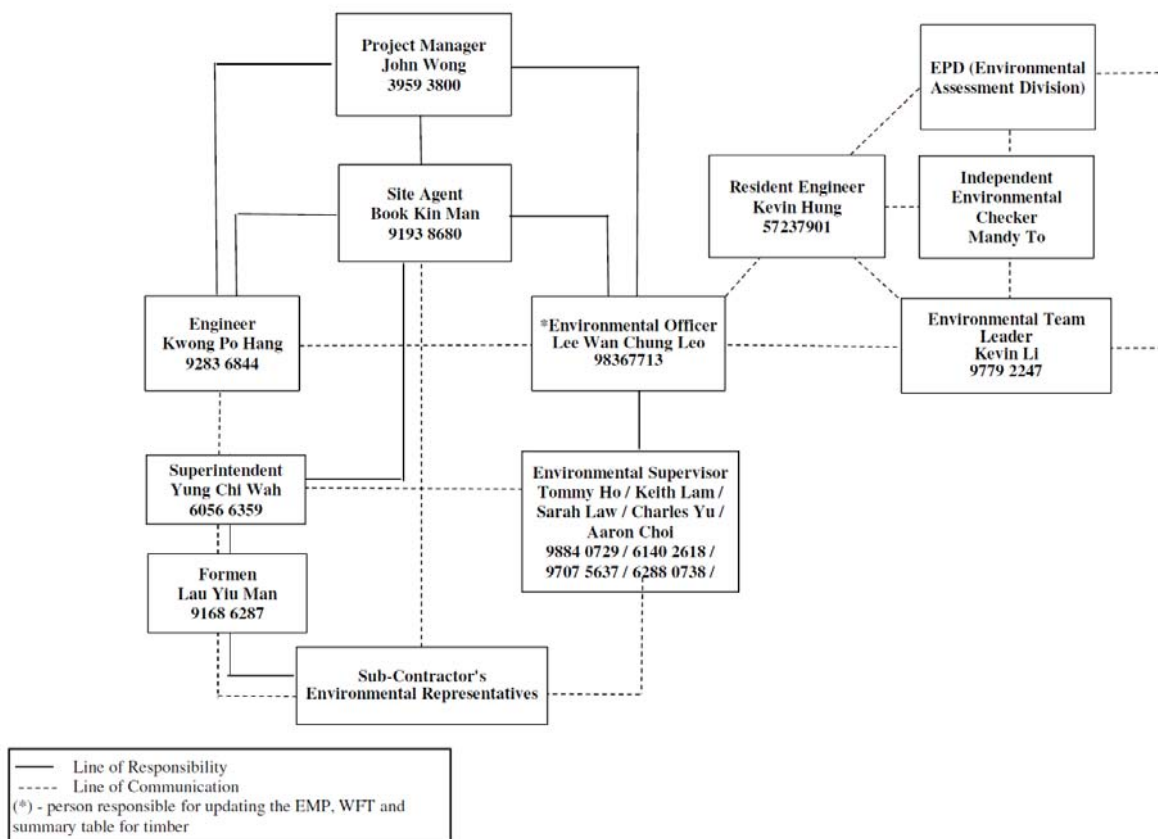 Project Manager
John Wong
3959 3800
EPD (Environmental
Assessment Division)
Site Agent
Book Kin Man
9193 8680
Resident Engineer
Kevin Hung
57237901
Independent
Environmental
Checker
Mandy To
Engineer
Kwong Po Hang
9283 6844
*Environmental Officer
Lee Wan Chung Leo
98367713
Environmental Team
Leader
Kevin Li
9779 2247
Superintendent
Yung Chi Wah
6056 6359
Environmental Supervisor
Tommy Ho / Keith Lam /
Sarah Law / Charles Yu /
Aaron Choi
9884 0729 / 6140 2618 /
9707 5637 / 6288 0738 /
Formen
Lau Yiu Man
9168 6287
Sub-Contractor's
Environmental Representatives
Line of Responsibility
Line of Communication
(*) - person responsible for updating the EMP, WFT and
summary table for timber